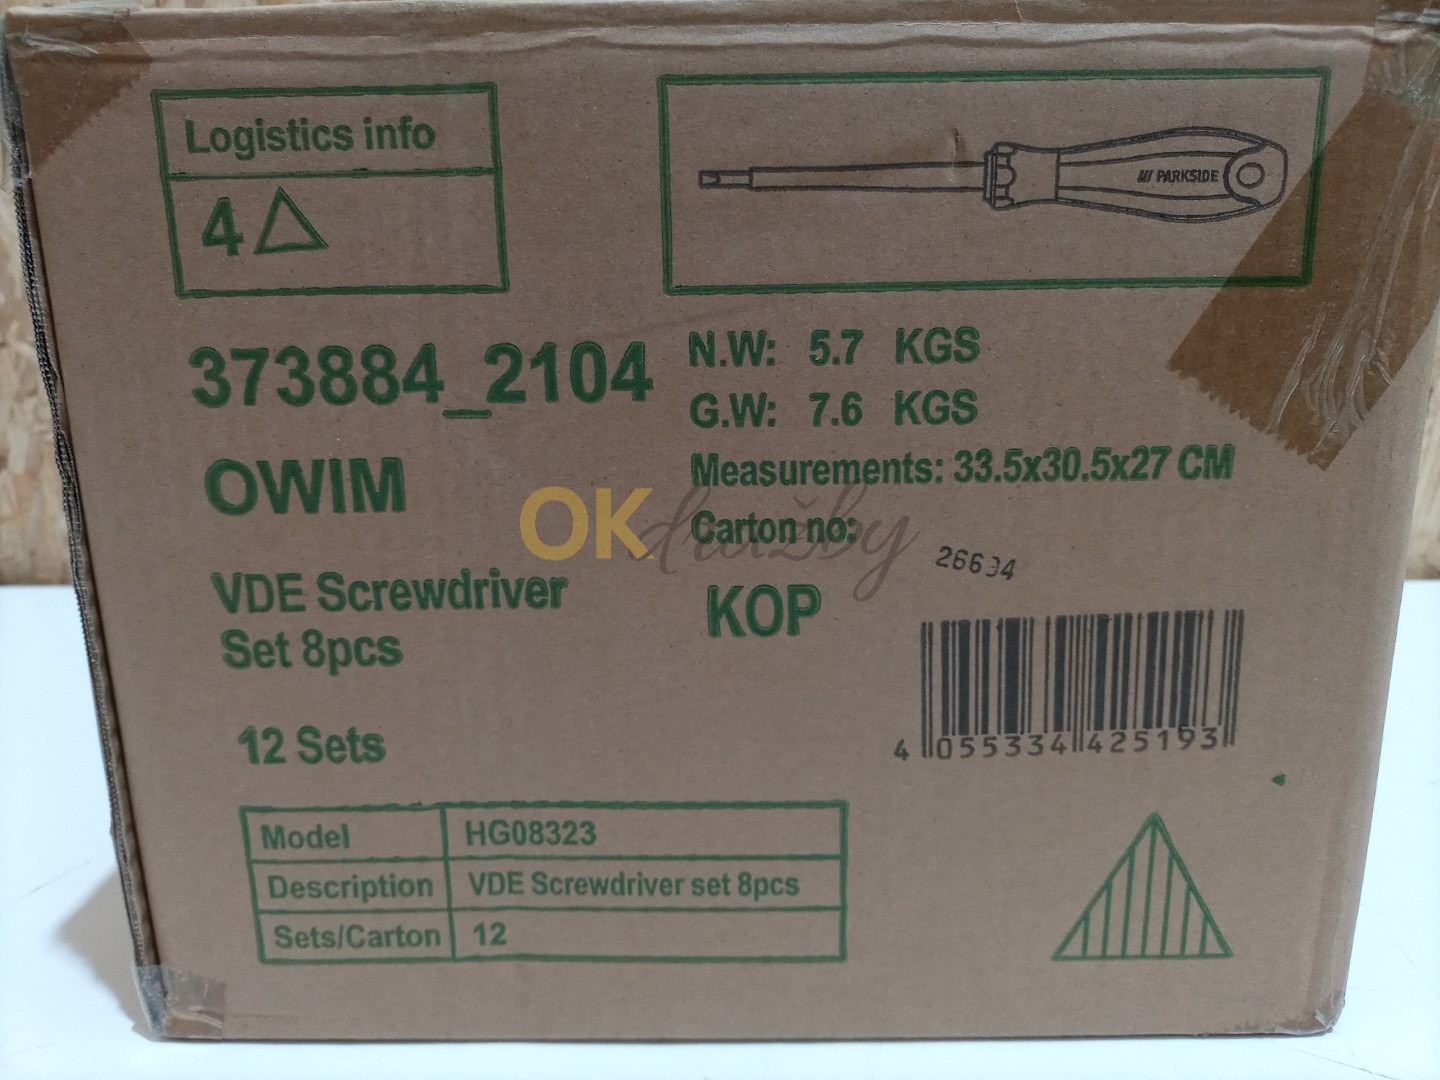 Logistics info
4
/// PARKSIDE
373884_2104
N.W: 5.7 KGS
G.W: 7.6 KGS
OWIM
Measurements: 33.5x30.5x27 CM
Carton no:
OKdražby
VDE Screwdriver
Set 8pcs
KOP
4 055334 425193
12 Sets
Model HG08323
Description VDE Screwdriver set 8pcs
Sets/Carton 12